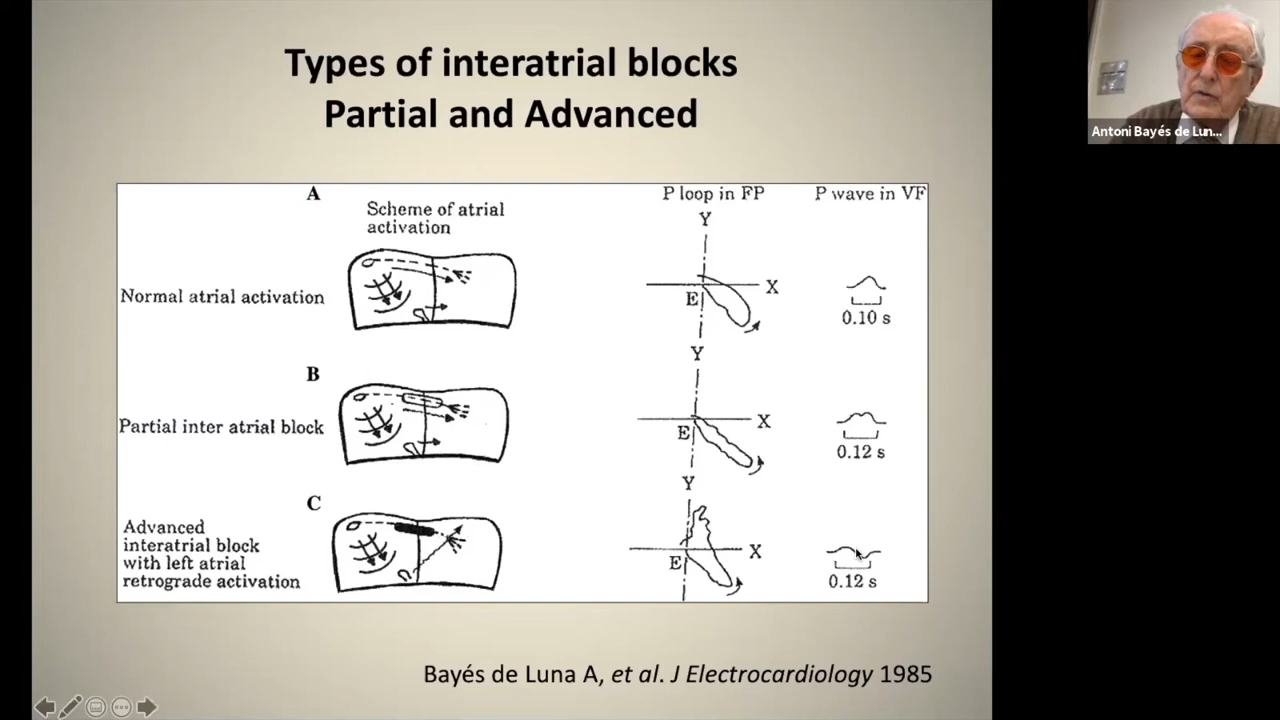 Types of interatrial blocks
Partial and Advanced
Antoni Bayés de Lun...
A
Scheme of atrial
activation
P loop in FP
P wave in VF
Normal atrial activation
Y
X
E
0.10 s
B
Partial inter atrial block
Y
X
E
0.12 s
C
Advanced
interatrial block
with left atrial
retrograde activation
Y
X
E
0.12 s
Bayés de Luna A, et al. J Electrocardiology 1985